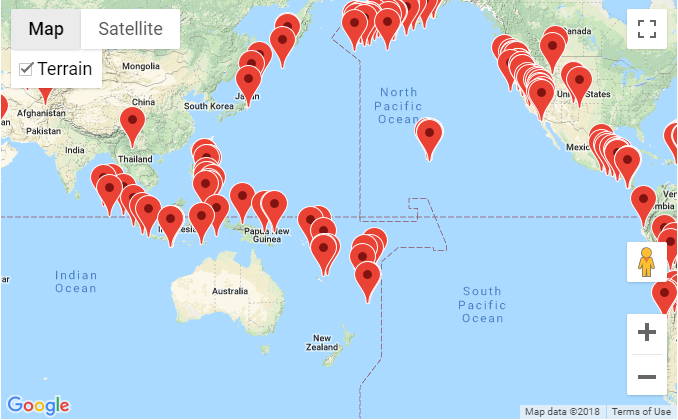 Map Satellite
Terrain
Canada
Mongolia
North
Pacific
Ocean
United States
South Korea
China
Afghanistan
Pakistan
India
Thailand
Mexico
Papua New
Guinea
Indian
Ocean
Australia
South
Pacific
Ocean
New
Zealand
Google
Map data ©2018 Terms of Use